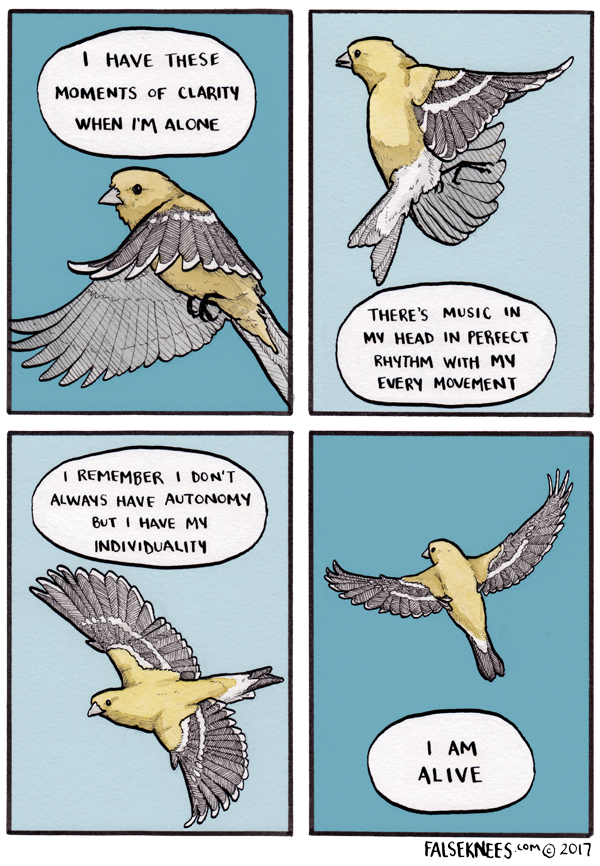 I HAVE THESE
MOMENTS OF CLARITY
WHEN I'M ALONE
THERE'S MUSIC IN
MY HEAD IN PERFECT
RHYTHM WITH MY
EVERY MOVEMENT
I REMEMBER I DON'T
ALWAYS HAVE AUTONOMY
BUT I HAVE MY
INDIVIDUALITY
I AM
ALIVE
FALSEKNEES.COM © 2017